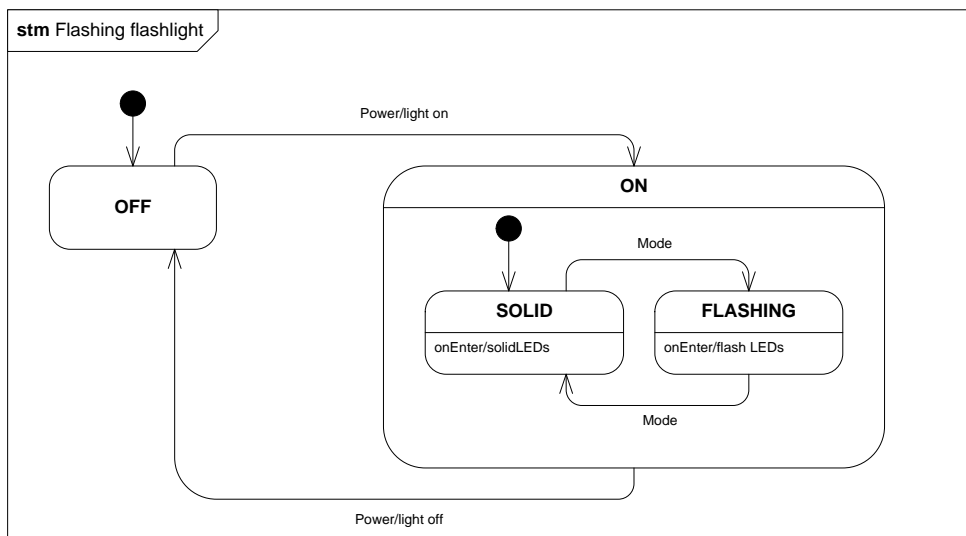 stm Flashing flashlight
Power/light on
OFF
ON
Mode
SOLID
onEnter/solidLEDs
FLASHING
onEnter/flash LEDs
Mode
Power/light off